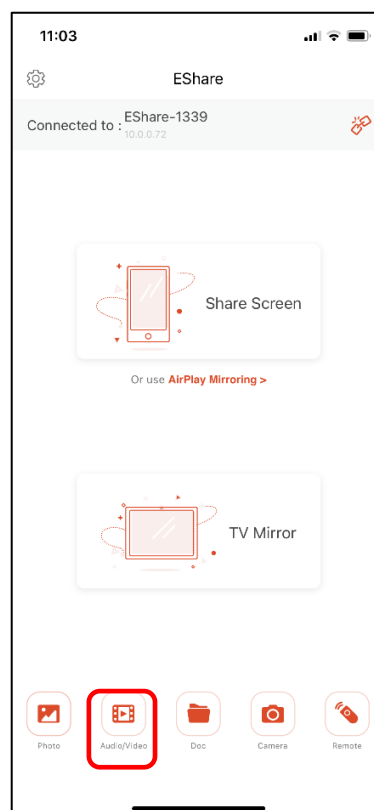 11:03
EShare
Connected to : EShare-1339
10.0.0.72
Share Screen
Or use AirPlay Mirroring >
TV Mirror
Photo Audio/Video Doc Camera Remote